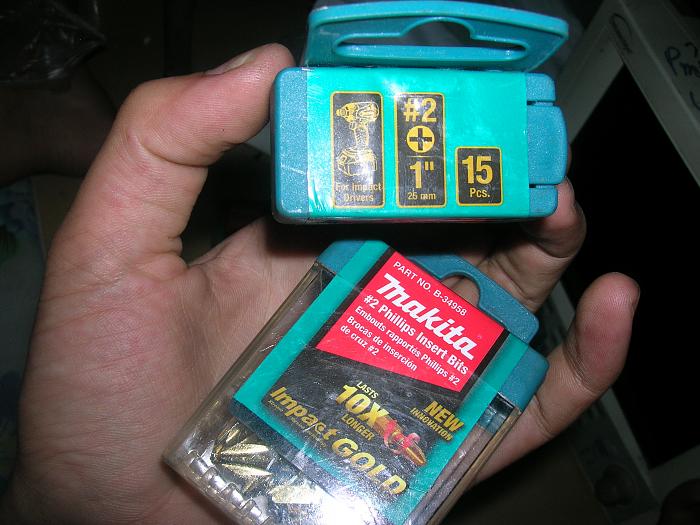 For Impact
Drivers
#2
1"
25 mm
15
Pcs.
PART NO. B-34958
makita
#2 Phillips Insert Bits
Embouts rapportés Phillips #2
Brocas de inserción
de cruz #2
LASTS
10X
LONGER
NEW
INNOVATION
Impact
GOLD